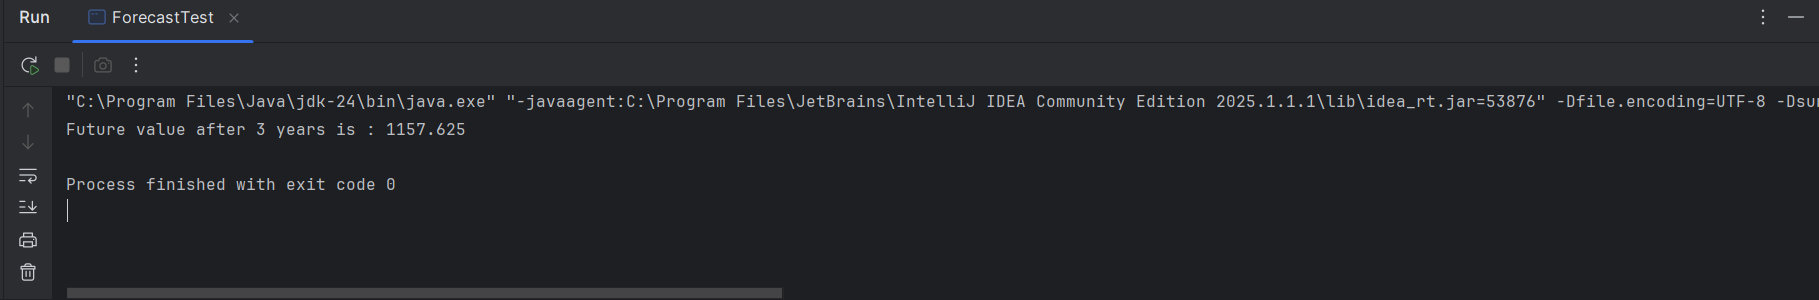 Run ForecastTest
"C:\Program Files\Java\jdk-24\bin\java.exe" "-javaagent:C:\Program Files\JetBrains\IntelliJ IDEA Community Edition 2025.1.1.1\lib\idea_rt.jar=53876" -Dfile.encoding=UTF-8 -Dsu
Future value after 3 years is : 1157.625
Process finished with exit code 0